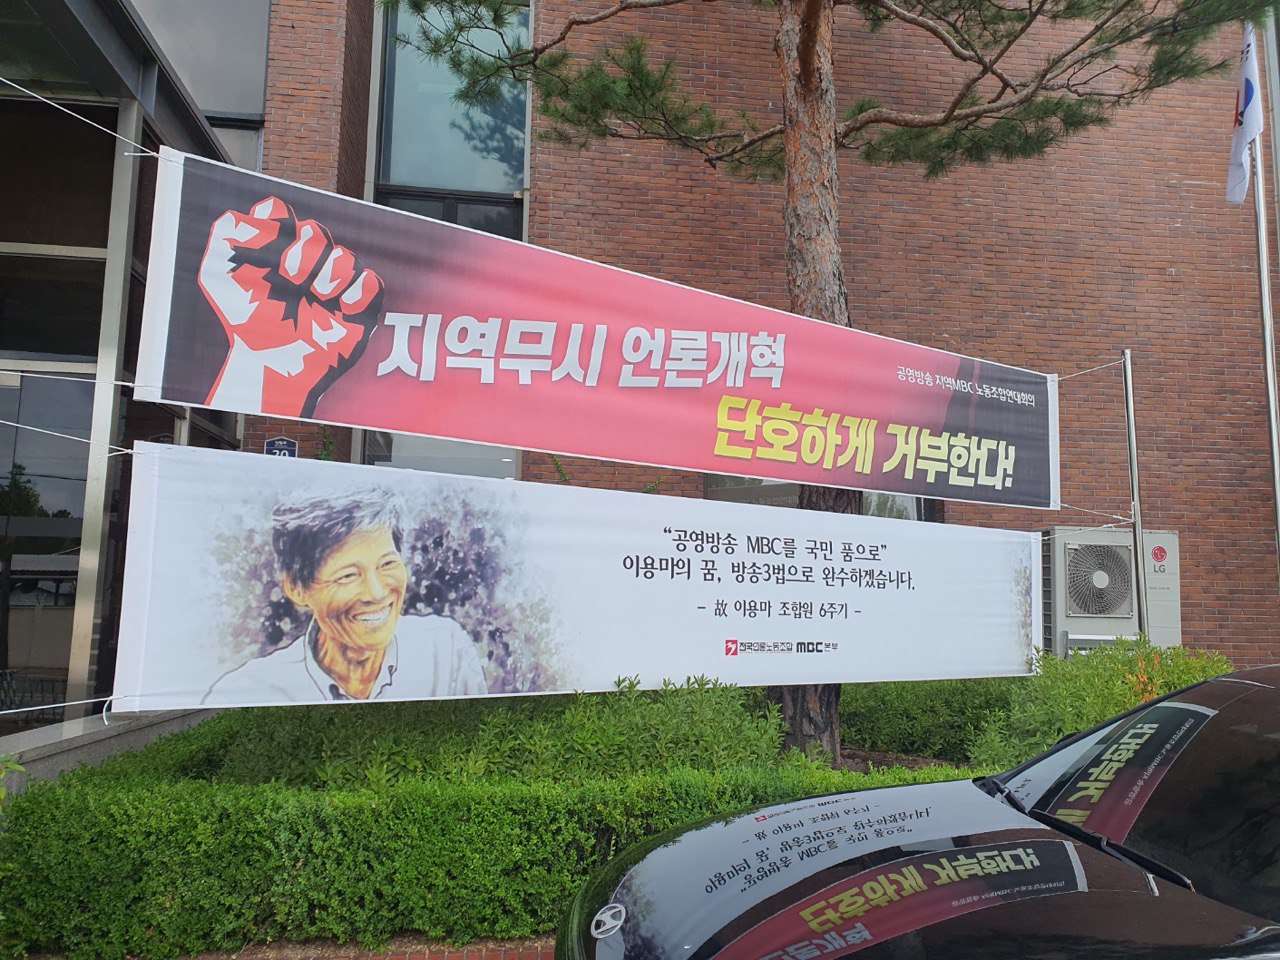 지역무시 언론개혁
공영방송 지역MBC 노동조합연대회의
단호하게 거부한다!
“공영방송 MBC를 국민 품으로”
이용마의 꿈, 방송3법으로 완수하겠습니다.
- 故 이용마 조합원 6주기 -
전국언론노동조합 MBC본부
LG
20